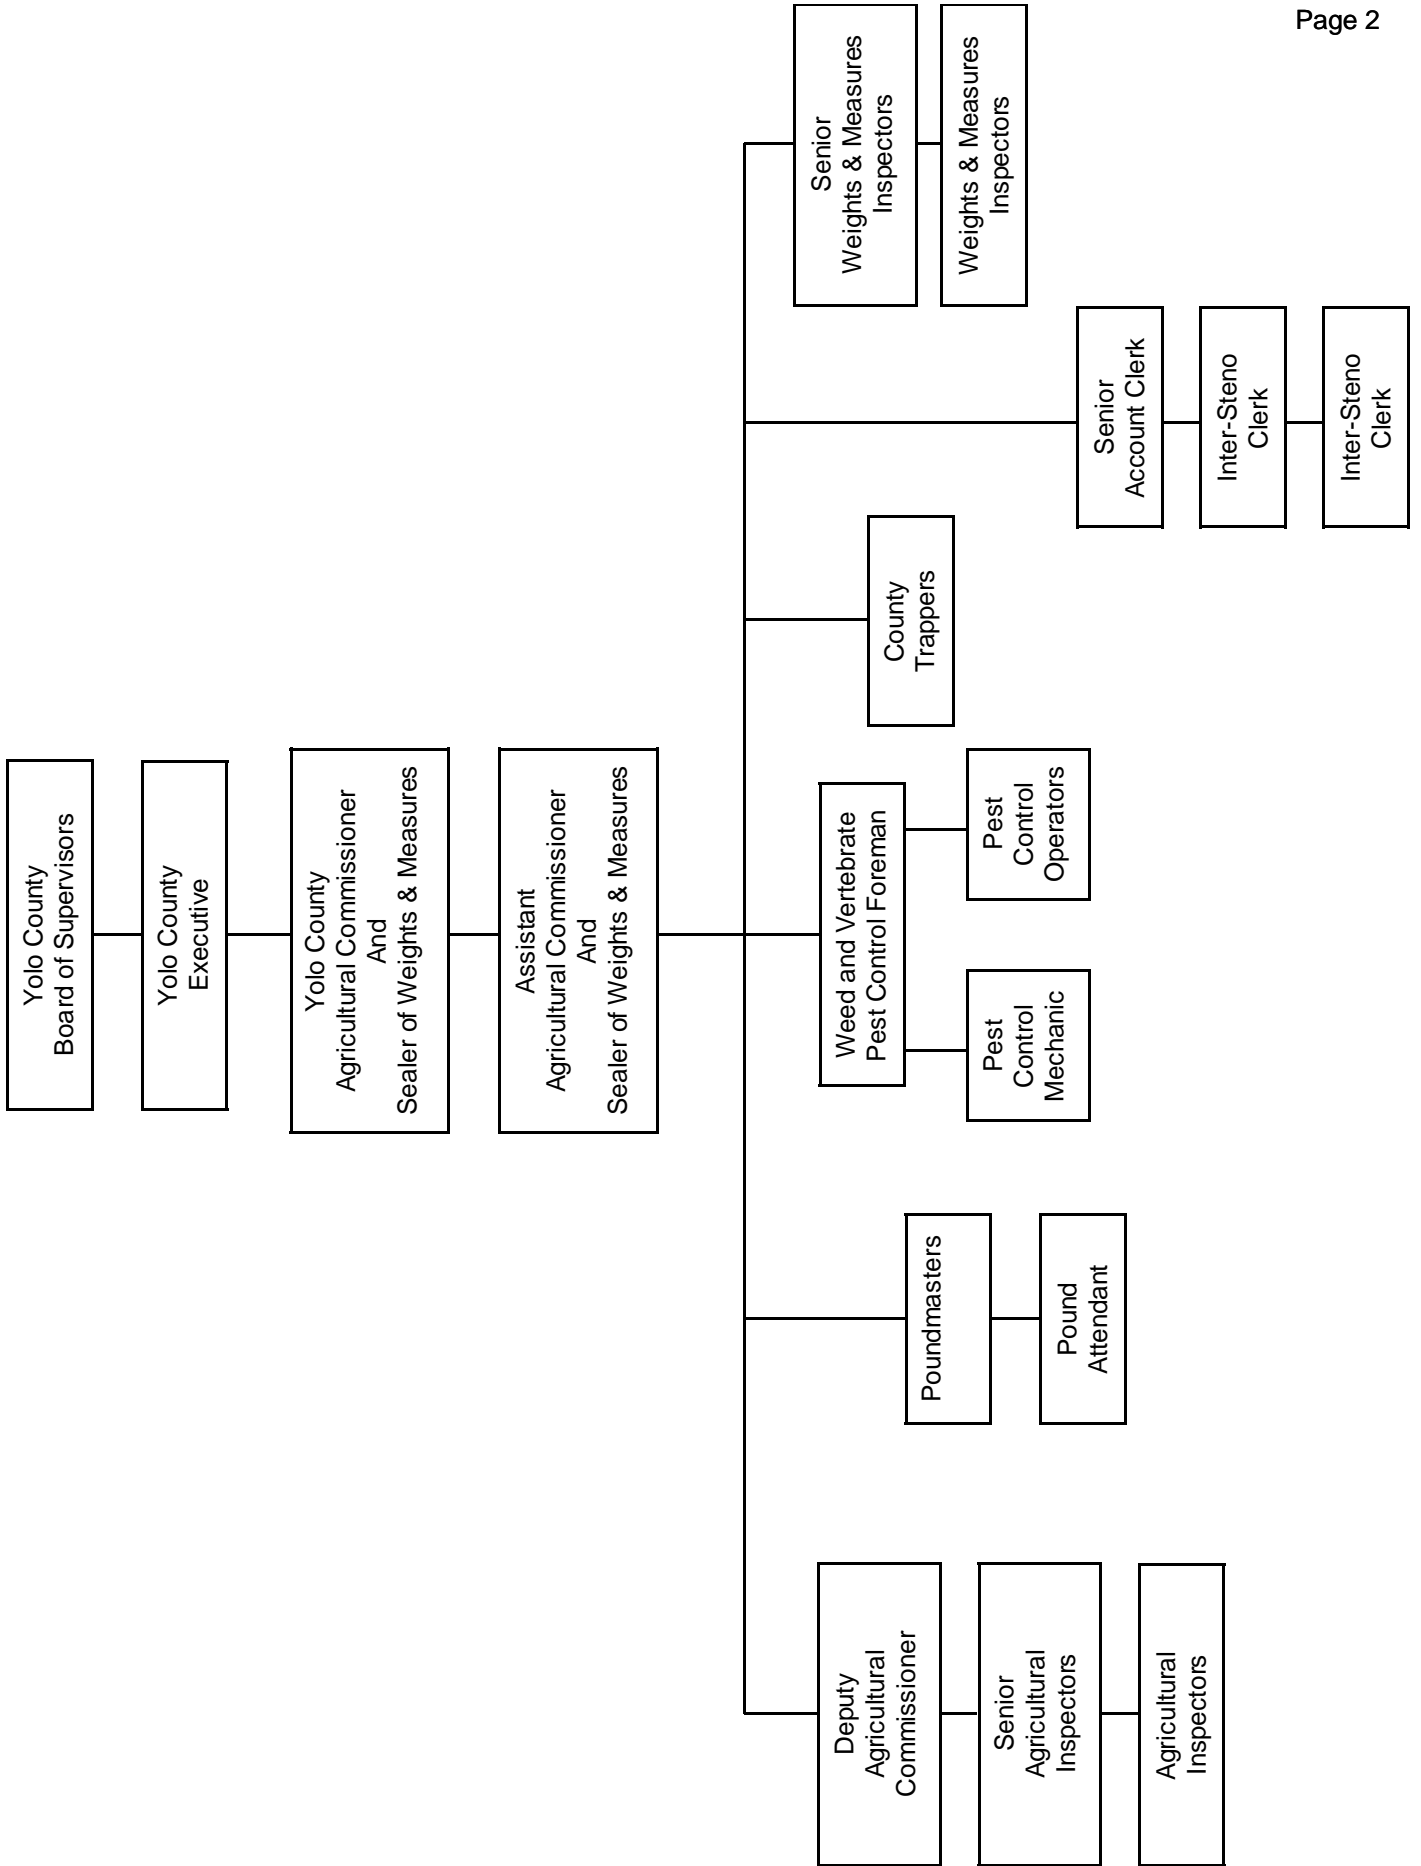 Page 2
Yolo County
Board of Supervisors
Yolo County
Executive
Yolo County
Agricultural Commissioner
And
Sealer of Weights & Measures
Assistant
Agricultural Commissioner
And
Sealer of Weights & Measures
Deputy
Agricultural
Commissioner
Senior
Agricultural
Inspectors
Agricultural
Inspectors
Poundmasters
Pound
Attendant
Weed and Vertebrate
Pest Control Foreman
Pest
Control
Mechanic
Pest
Control
Operators
County
Trappers
Senior
Account Clerk
Inter-Steno
Clerk
Inter-Steno
Clerk
Senior
Weights & Measures
Inspectors
Weights & Measures
Inspectors